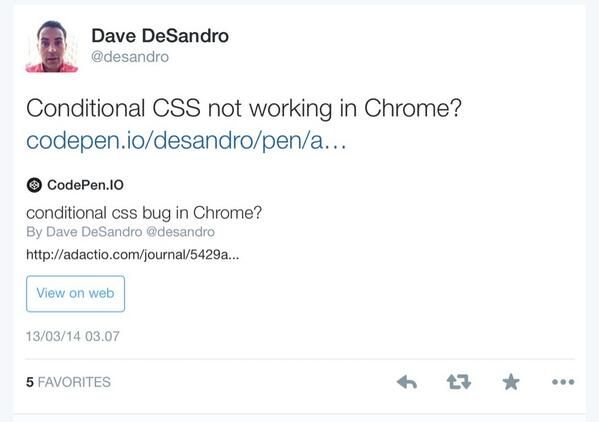 Dave DeSandro
@desandro
Conditional CSS not working in Chrome?
codepen.io/desandro/pen/a...
CodePen.IO
conditional css bug in Chrome?
By Dave DeSandro @desandro
http://adactio.com/journal/5429a...
View on web
13/03/14 03.07
5 FAVORITES